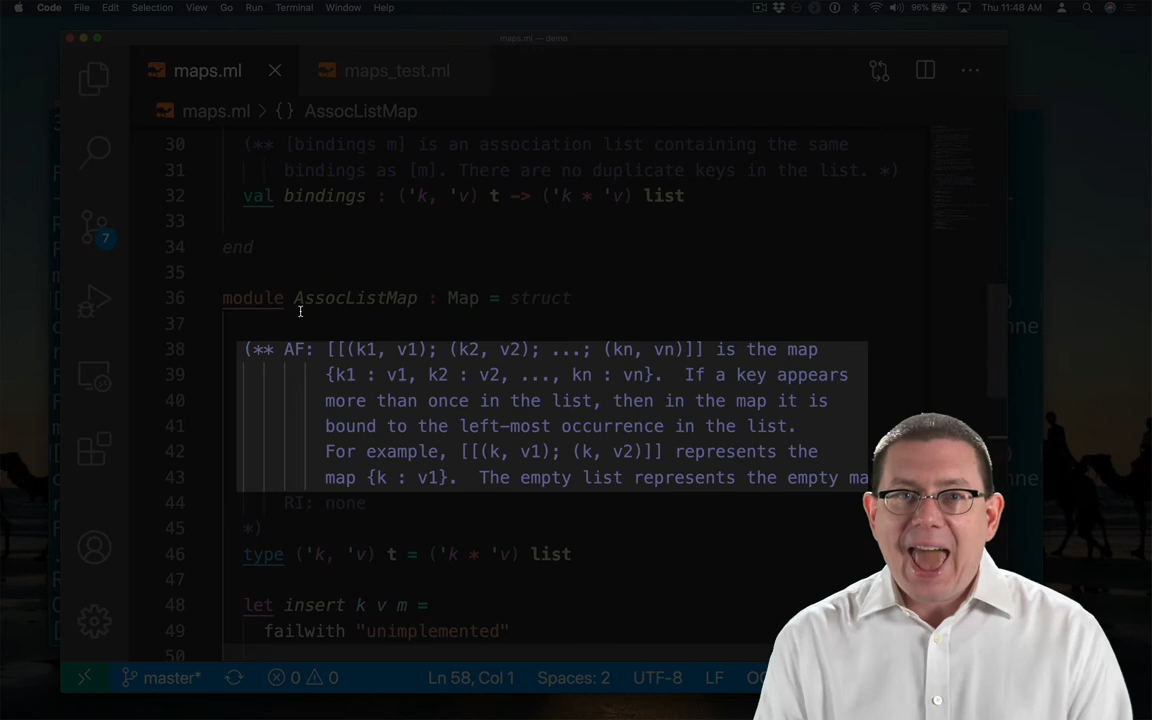 Code File Edit Selection View Go Run Terminal Window Help 96% Thu 11:48 AM
maps.ml — demo
maps.ml maps_test.ml
maps.ml > {} AssocListMap
30 (** [bindings m] is an association list containing the same
31 bindings as [m]. There are no duplicate keys in the list. *)
32 val bindings : ('k, 'v) t -> ('k * 'v) list
33
34 end
35
36 module AssocListMap : Map = struct
37
38 (** AF: [[(k1, v1); (k2, v2); ...; (kn, vn)]] is the map
39 {k1 : v1, k2 : v2, ..., kn : vn}. If a key appears
40 more than once in the list, then in the map it is
41 bound to the left-most occurrence in the list.
42 For example, [[(k, v1); (k, v2)]] represents the
43 map {k : v1}. The empty list represents the empty ma
44 RI: none
45 *)
46 type ('k, 'v) t = ('k * 'v) list
47
48 let insert k v m =
49 failwith "unimplemented"
50
7
master* 0 0 Ln 58, Col 1 Spaces: 2 UTF-8 LF